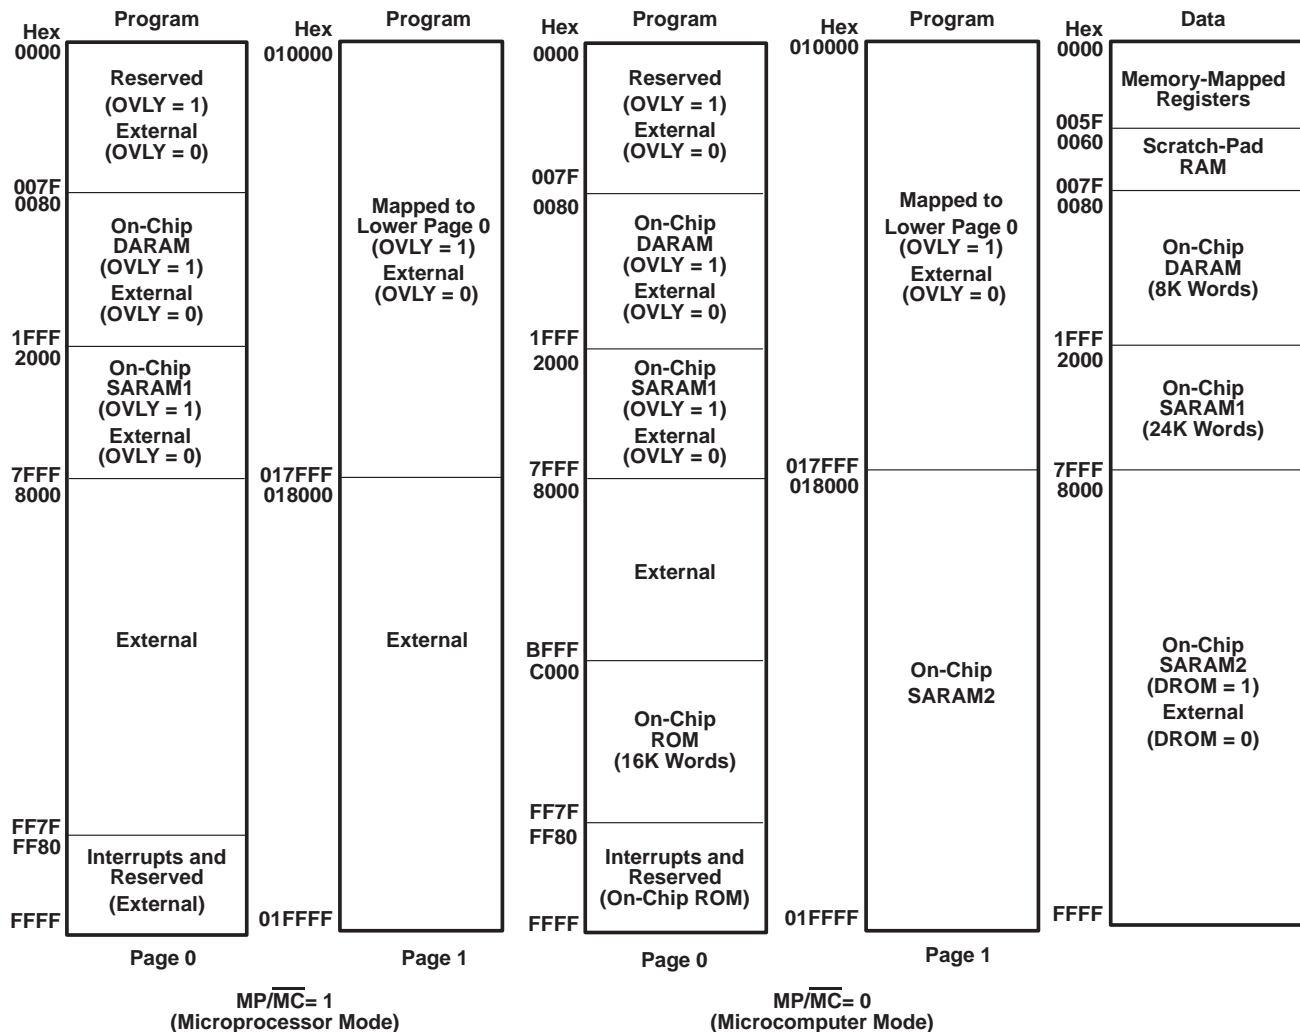 Hex
Program
0000
Reserved
(OVLY = 1)
External
(OVLY = 0)
007F
0080
On-Chip
DARAM
(OVLY = 1)
External
(OVLY = 0)
1FFF
2000
On-Chip
SARAM1
(OVLY = 1)
External
(OVLY = 0)
7FFF
8000
External
FF7F
FF80
Interrupts and
Reserved
(External)
FFFF
Page 0
Hex
Program
010000
Mapped to
Lower Page 0
(OVLY = 1)
External
(OVLY = 0)
017FFF
018000
External
01FFFF
Page 1
MP/MC= 1
(Microprocessor Mode)
Hex
Program
0000
Reserved
(OVLY = 1)
External
(OVLY = 0)
007F
0080
On-Chip
DARAM
(OVLY = 1)
External
(OVLY = 0)
1FFF
2000
On-Chip
SARAM1
(OVLY = 1)
External
(OVLY = 0)
7FFF
8000
External
BFFF
C000
On-Chip
ROM
(16K Words)
FF7F
FF80
Interrupts and
Reserved
(On-Chip ROM)
FFFF
Page 0
Hex
Program
010000
Mapped to
Lower Page 0
(OVLY = 1)
External
(OVLY = 0)
017FFF
018000
On-Chip
SARAM2
01FFFF
Page 1
MP/MC= 0
(Microcomputer Mode)
Hex
Data
0000
Memory-Mapped
Registers
005F
0060
Scratch-Pad
RAM
007F
0080
On-Chip
DARAM
(8K Words)
1FFF
2000
On-Chip
SARAM1
(24K Words)
7FFF
8000
On-Chip
SARAM2
(DROM = 1)
External
(DROM = 0)
FFFF